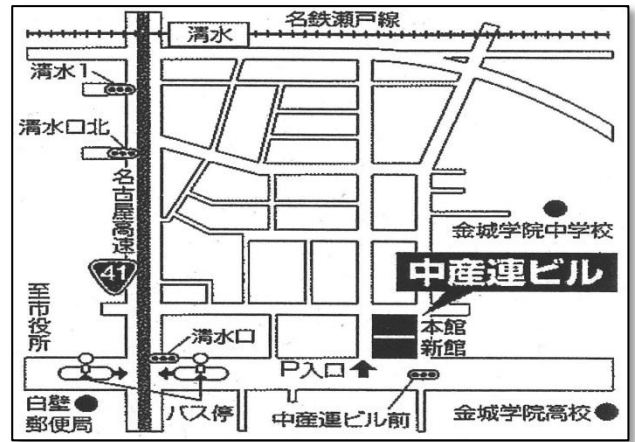 名鉄瀬戸線
清水
清水1
清水口北
名古屋高速
41
金城学院中学校
中産連ビル
本館
新館
至市役所
清水口
P入口
白壁
郵便局
バス停
中産連ビル前
金城学院高校